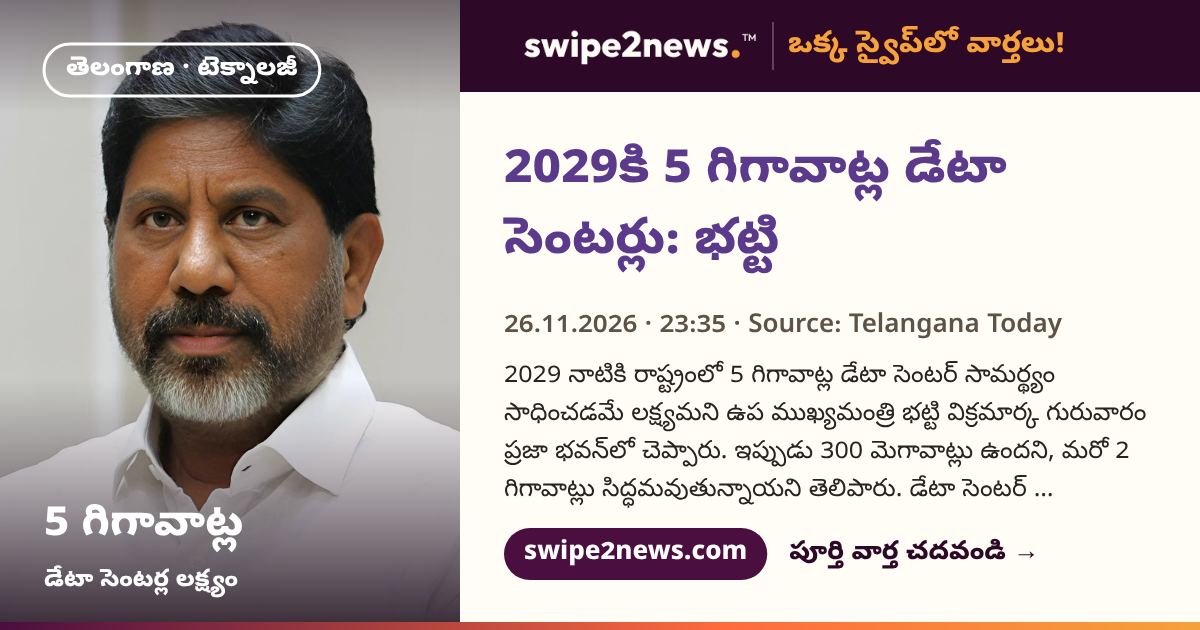 తెలంగాణ · టెక్నాలజీ
swipe2news.™ ఒక్క స్వైప్‌లో వార్తలు!
2029కి 5 గిగావాట్ల డేటా
సెంటర్లు: భట్టి
26.11.2026 · 23:35 · Source: Telangana Today
2029 నాటికి రాష్ట్రంలో 5 గిగావాట్ల డేటా సెంటర్ సామర్థ్యం
సాధించడమే లక్ష్యమని ఉప ముఖ్యమంత్రి భట్టి విక్రమార్క గురువారం
ప్రజా భవన్‌లో చెప్పారు. ఇప్పుడు 300 మెగావాట్లు ఉందని, మరో 2
గిగావాట్లు సిద్ధమవుతున్నాయని తెలిపారు. డేటా సెంటర్ ...
5 గిగావాట్ల
డేటా సెంటర్ల లక్ష్యం
swipe2news.com పూర్తి వార్త చదవండి →